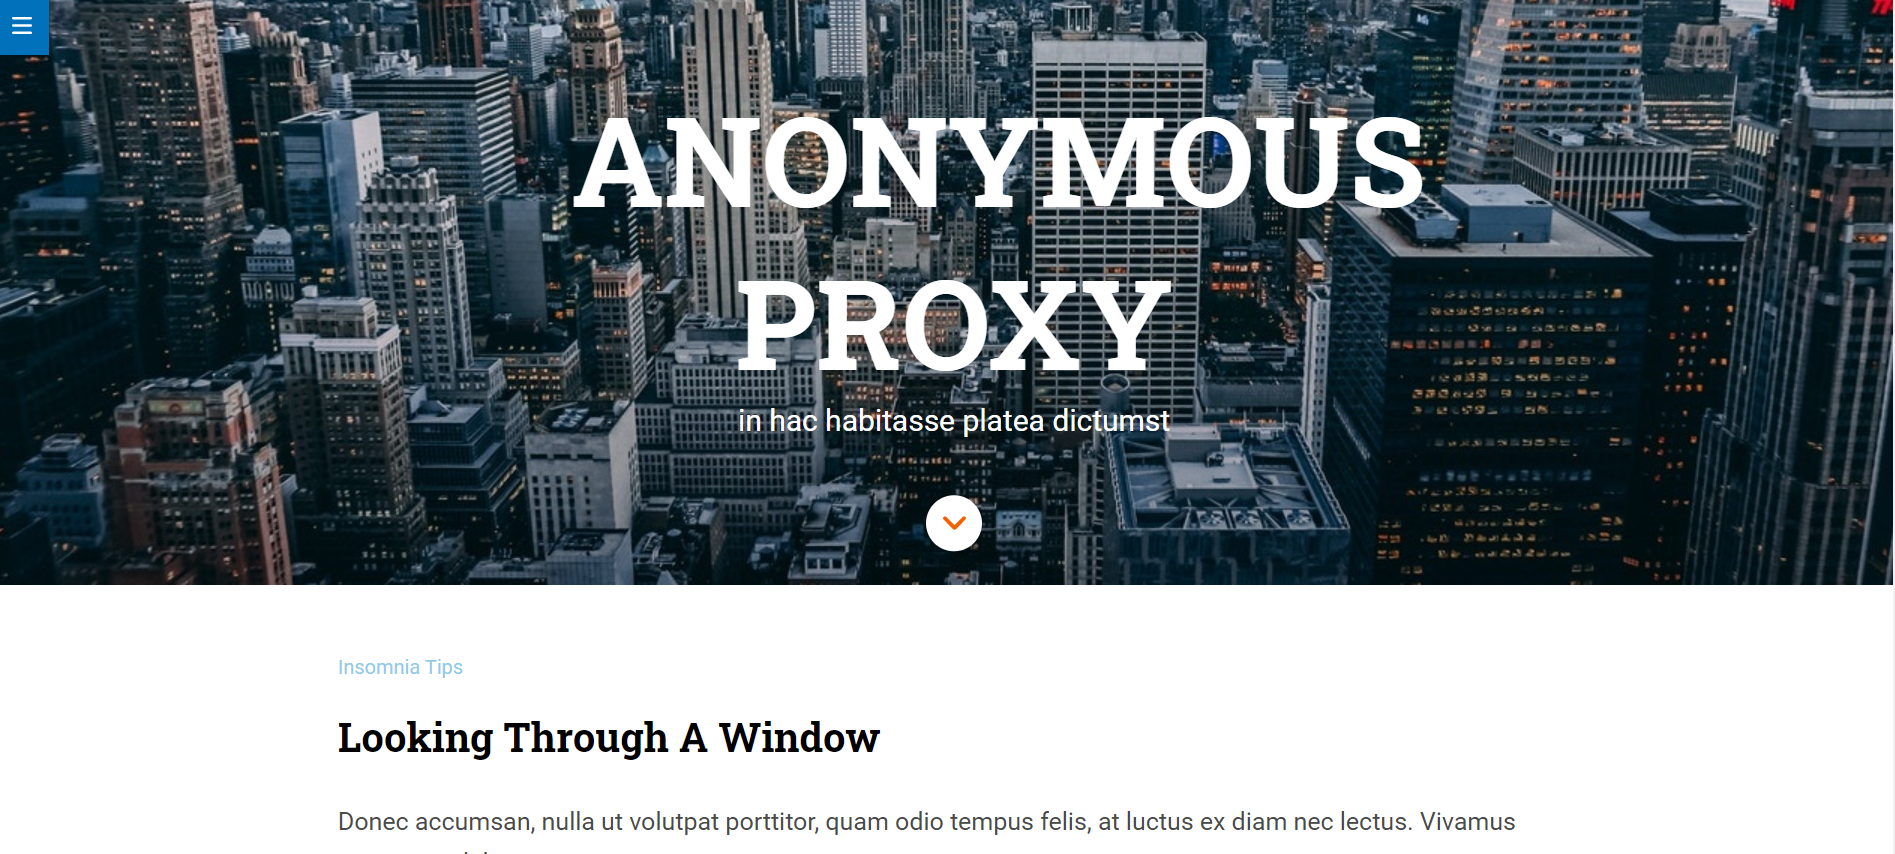 ANONYMOUS
PROXY
in hac habitasse platea dictumst
Insomnia Tips
Looking Through A Window
Donec accumsan, nulla ut volutpat porttitor, quam odio tempus felis, at luctus ex diam nec lectus. Vivamus